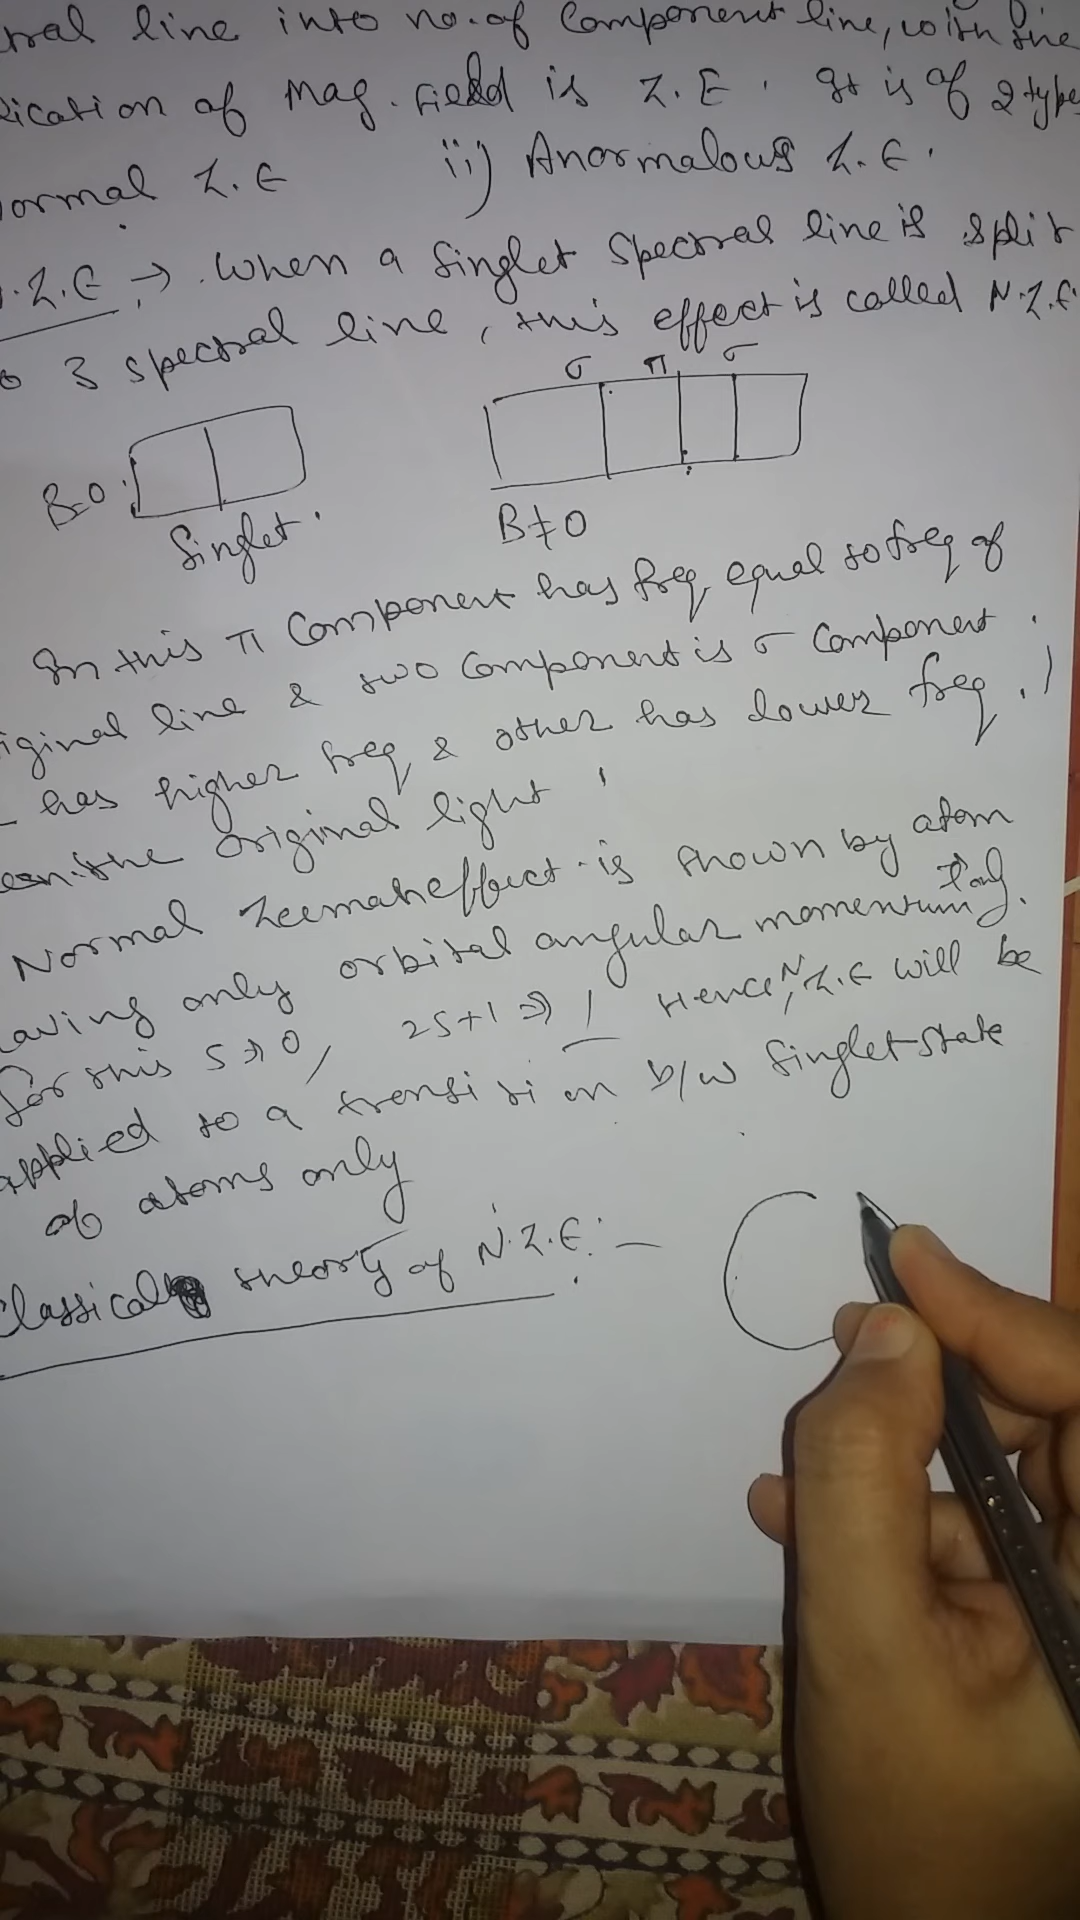 tral line into no. of Component line, with the
lication of Mag. field is Z.E. It is of 2 type
ormal Z.E ii) Anormalous Z.E.
.Z.E → When a Singlet Spectral line is split
o 3 spectral line, this effect is called N.Z.E.
σ π σ
B=0
Singlet.
B≠0
In this π Component has freq equal to freq of
iginal line & two Component is σ Component.
has higher freq & other has lower freq.
the original light
Normal Zeeman effect is shown by atom
aving only orbital angular momentum
for this S⇒0, 2S+1⇒1 Hence, N.Z.E will be
applied to a transition b/w Singlet state
of atoms only
Classical theory of N.Z.E:-